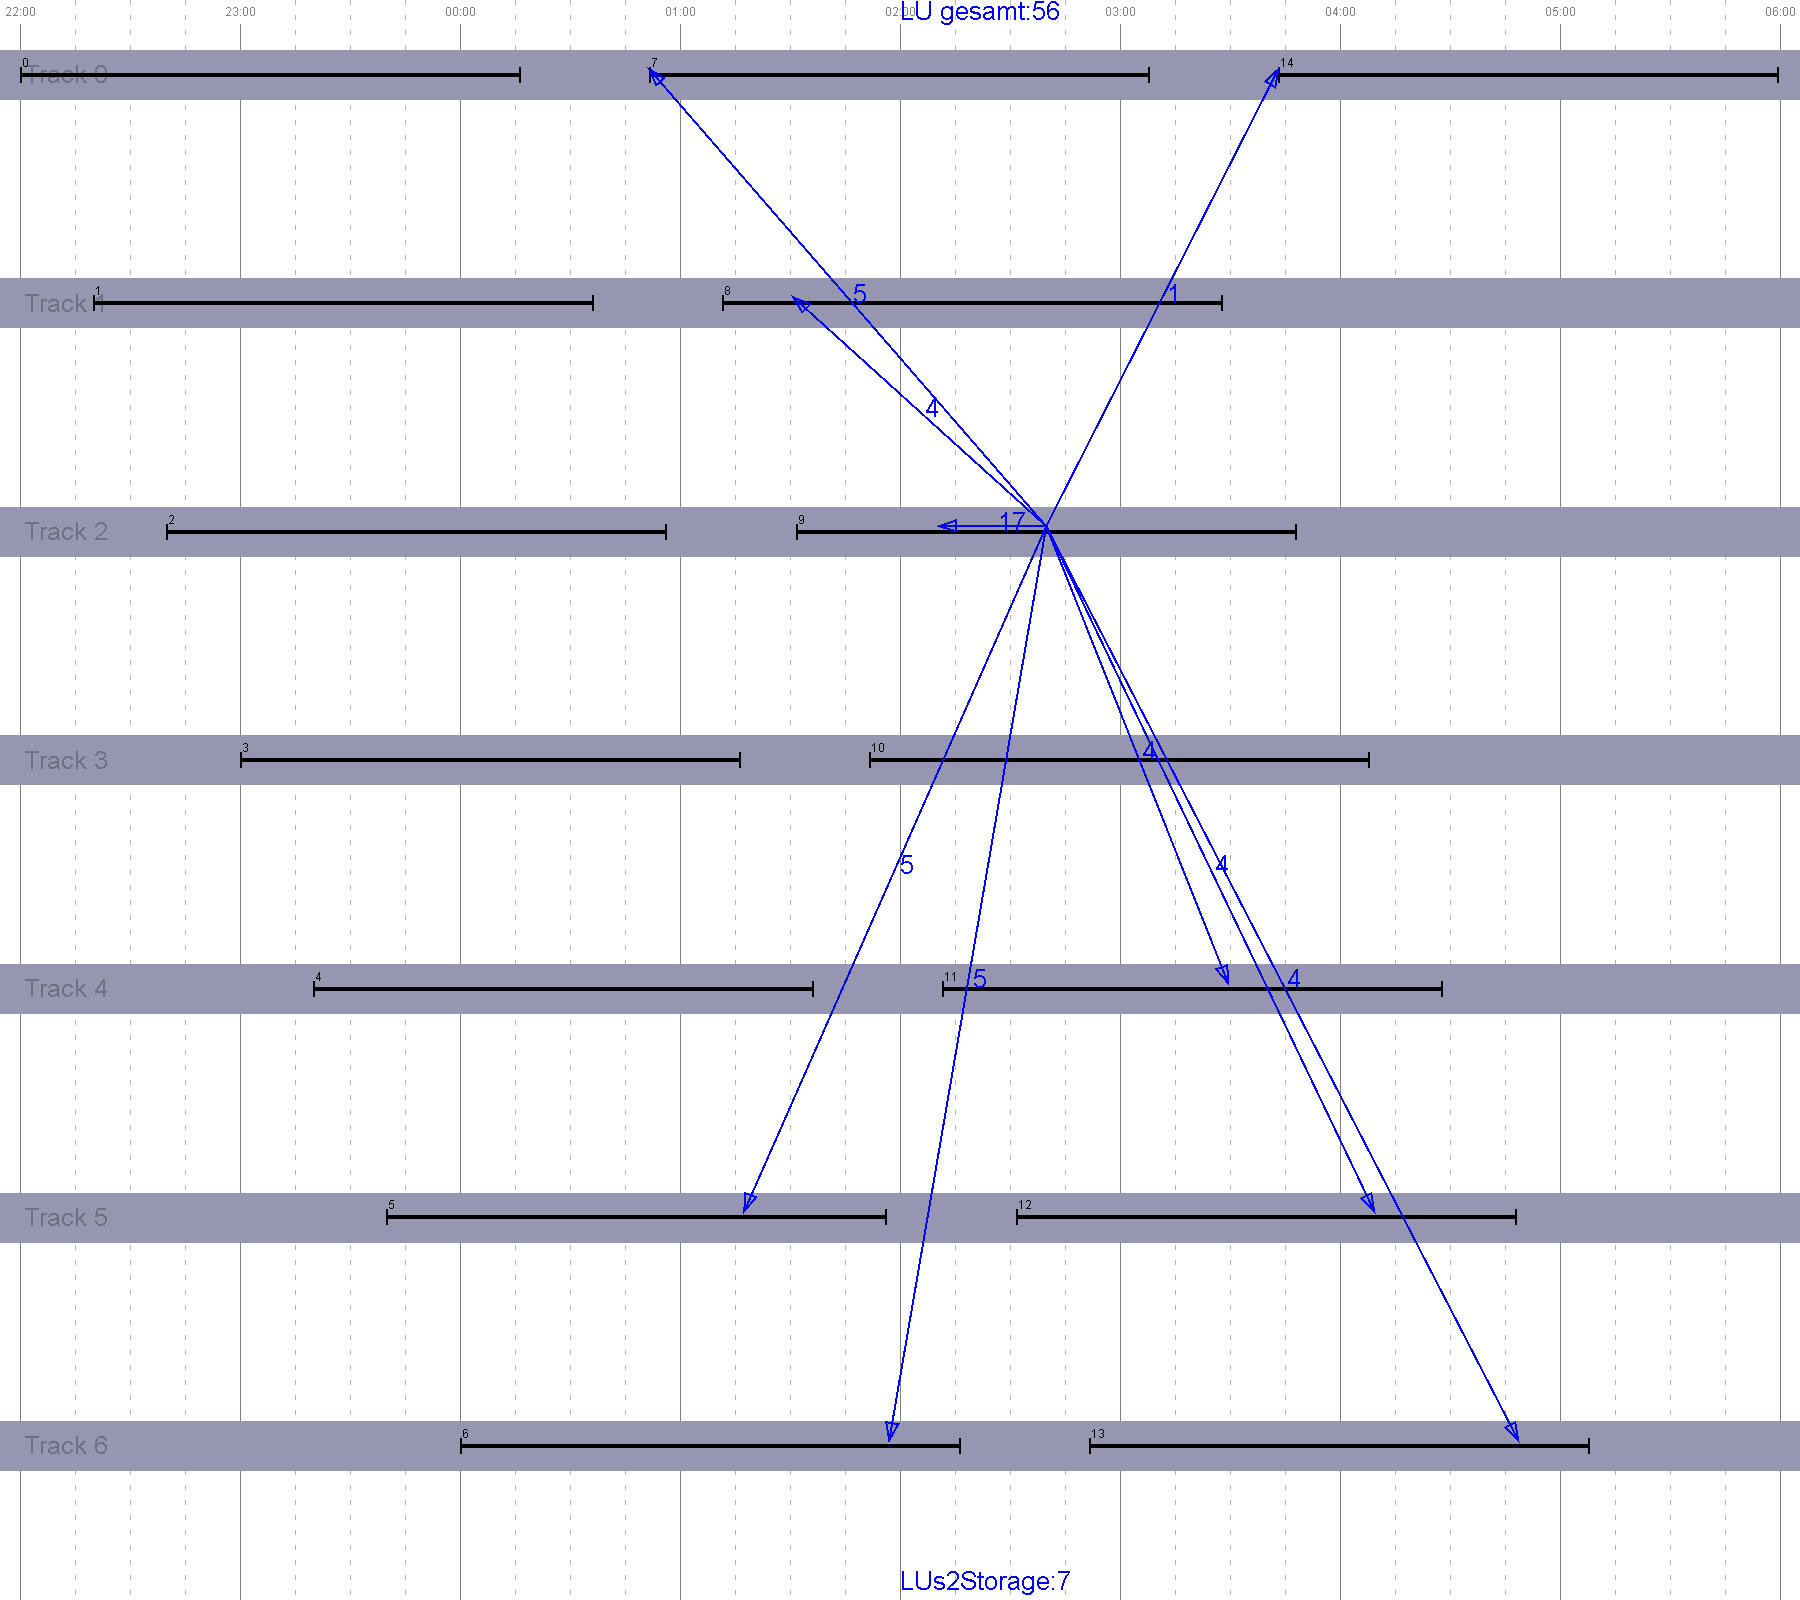 22:00 23:00 00:00 01:00 02:00 03:00 04:00 05:00 06:00
LU gesamt:56
0 7 14
Track 0
1 8 5 1
Track 1
4
2 9 17
Track 2
3 10 4
Track 3
5 4
4 11 5 4
Track 4
5 12
Track 5
6 13
Track 6
LUs2Storage:7